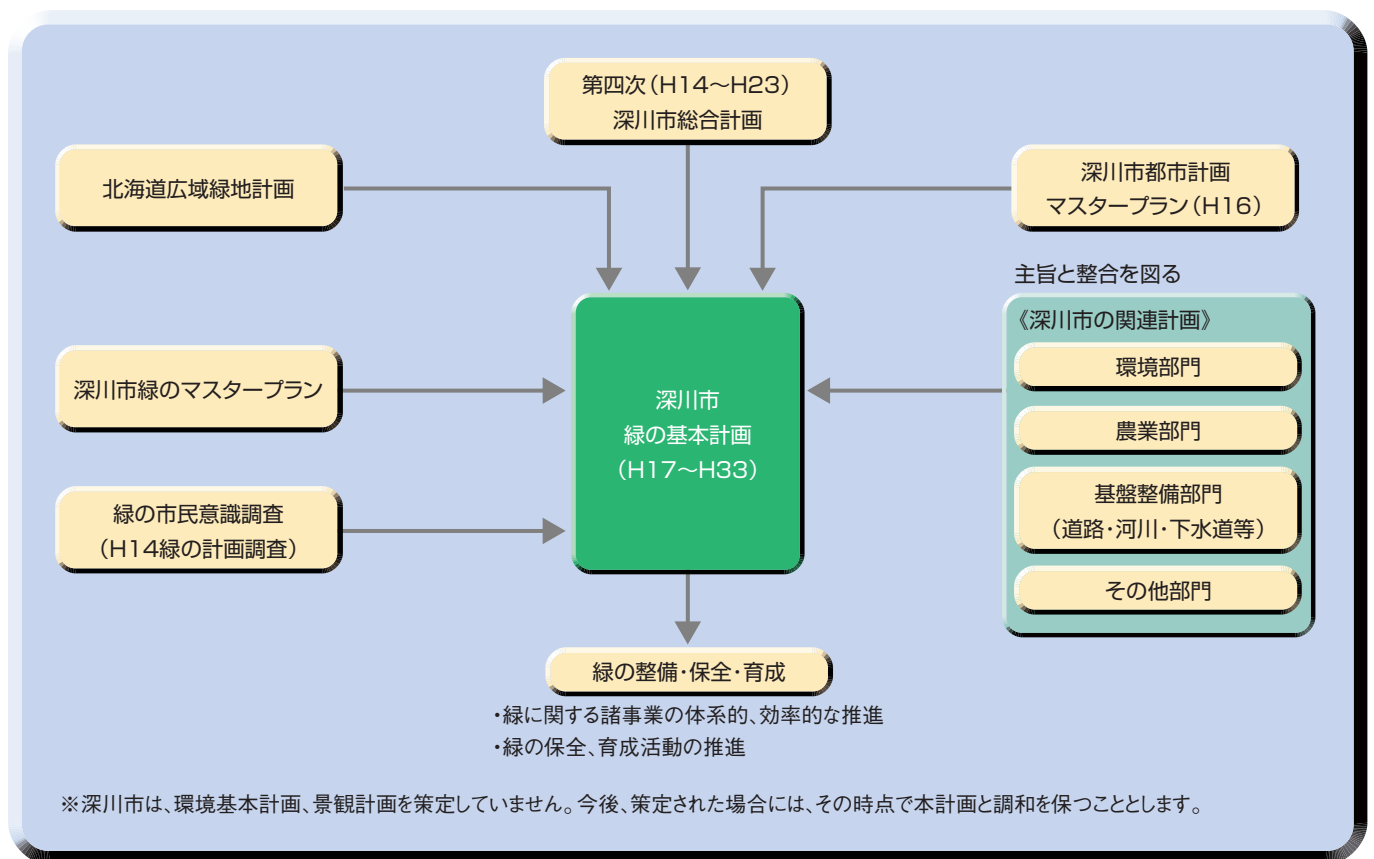 第四次(H14〜H23)
深川市総合計画
北海道広域緑地計画
深川市都市計画
マスタープラン(H16)
主旨と整合を図る
《深川市の関連計画》
環境部門
農業部門
基盤整備部門
(道路・河川・下水道等)
その他部門
深川市緑のマスタープラン
深川市
緑の基本計画
(H17〜H33)
緑の市民意識調査
(H14緑の計画調査)
緑の整備・保全・育成
・緑に関する諸事業の体系的、効率的な推進
・緑の保全、育成活動の推進
※深川市は、環境基本計画、景観計画を策定していません。今後、策定された場合には、その時点で本計画と調和を保つこととします。